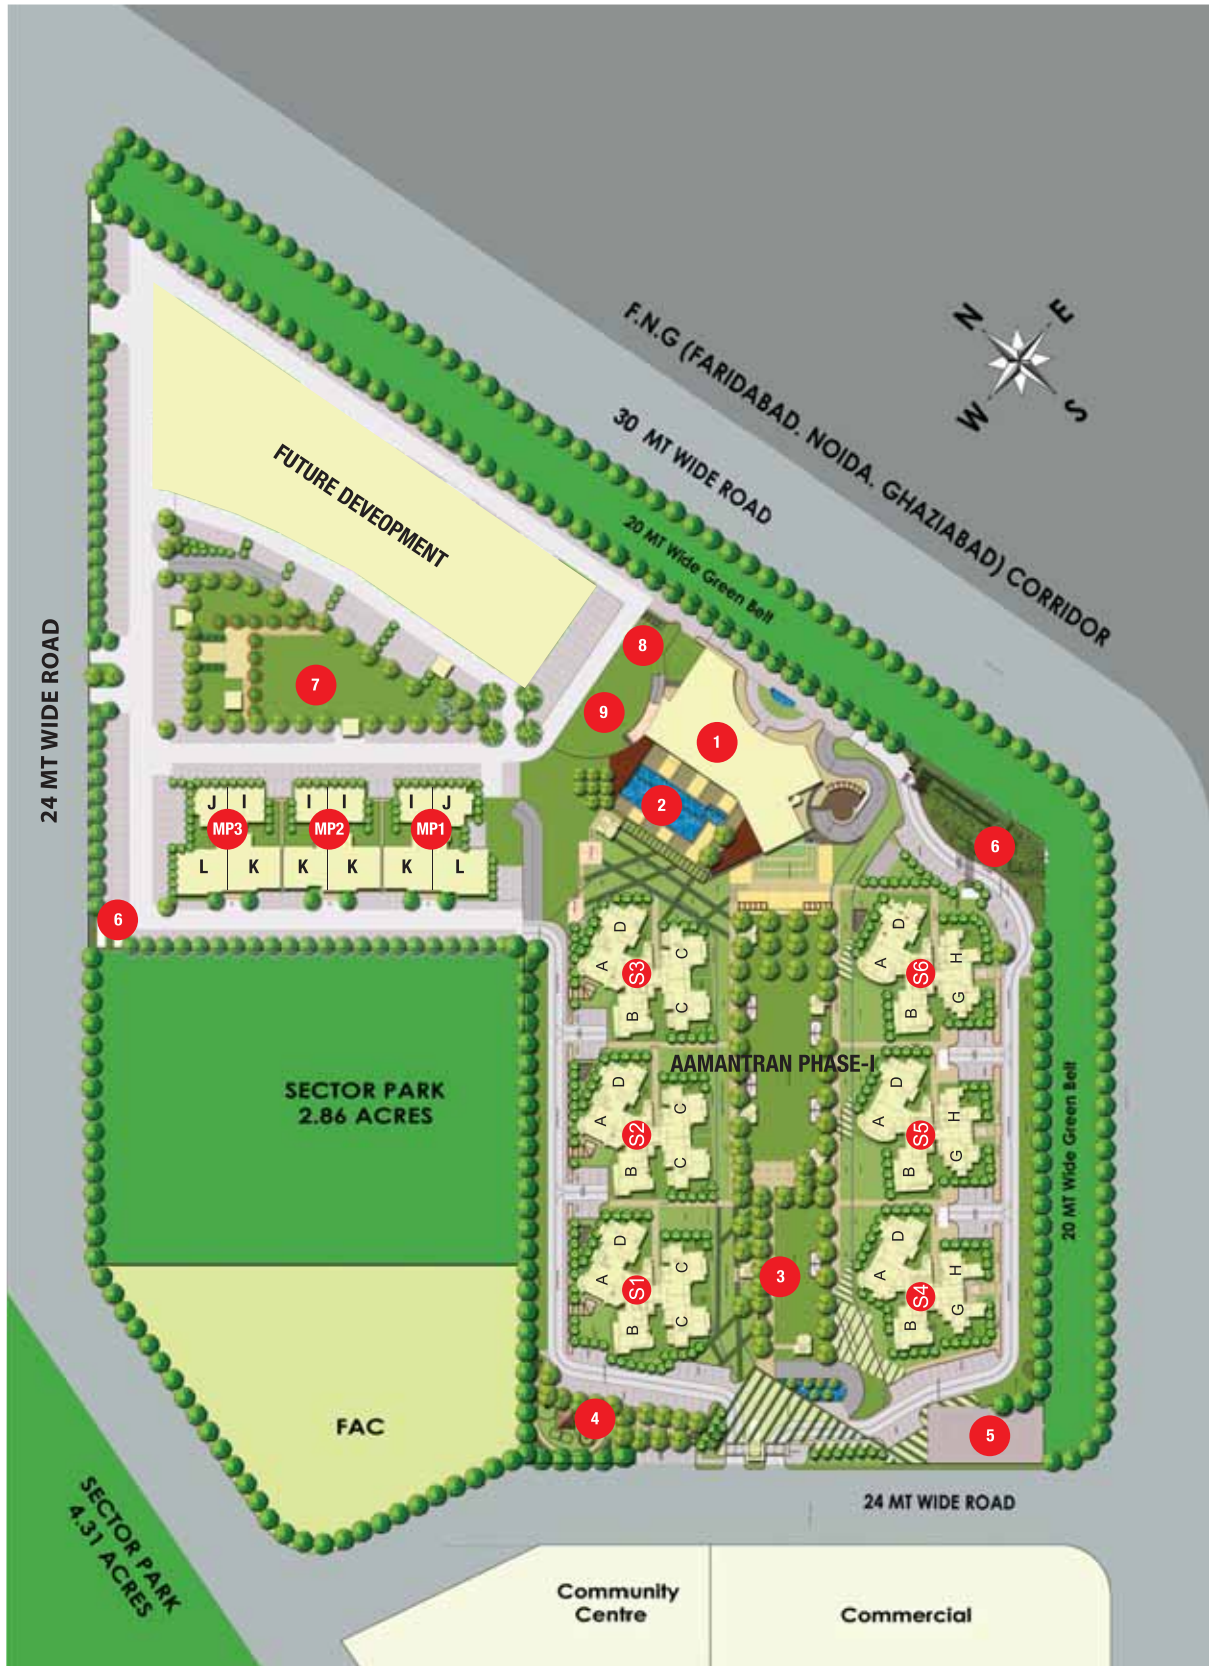 N
E
W
S
F.N.G (FARIDABAD. NOIDA. GHAZIABAD) CORRIDOR
30 MT WIDE ROAD
20 MT Wide Green Belt
FUTURE DEVEOPMENT
24 MT WIDE ROAD
7
8
9
1
2
6
J I
I I
I J
MP3
MP2
MP1
L K
K K
K L
6
D
A
S3
C
B
C
D
A
S6
H
B
G
AAMANTRAN PHASE-I
SECTOR PARK
2.86 ACRES
D
A
S2
C
B
C
D
A
S5
H
B
G
20 MT Wide Green Belt
D
A
S1
C
B
C
3
D
A
S4
H
B
G
4
5
FAC
24 MT WIDE ROAD
SECTOR PARK
4.31 ACRES
Community
Centre
Commercial